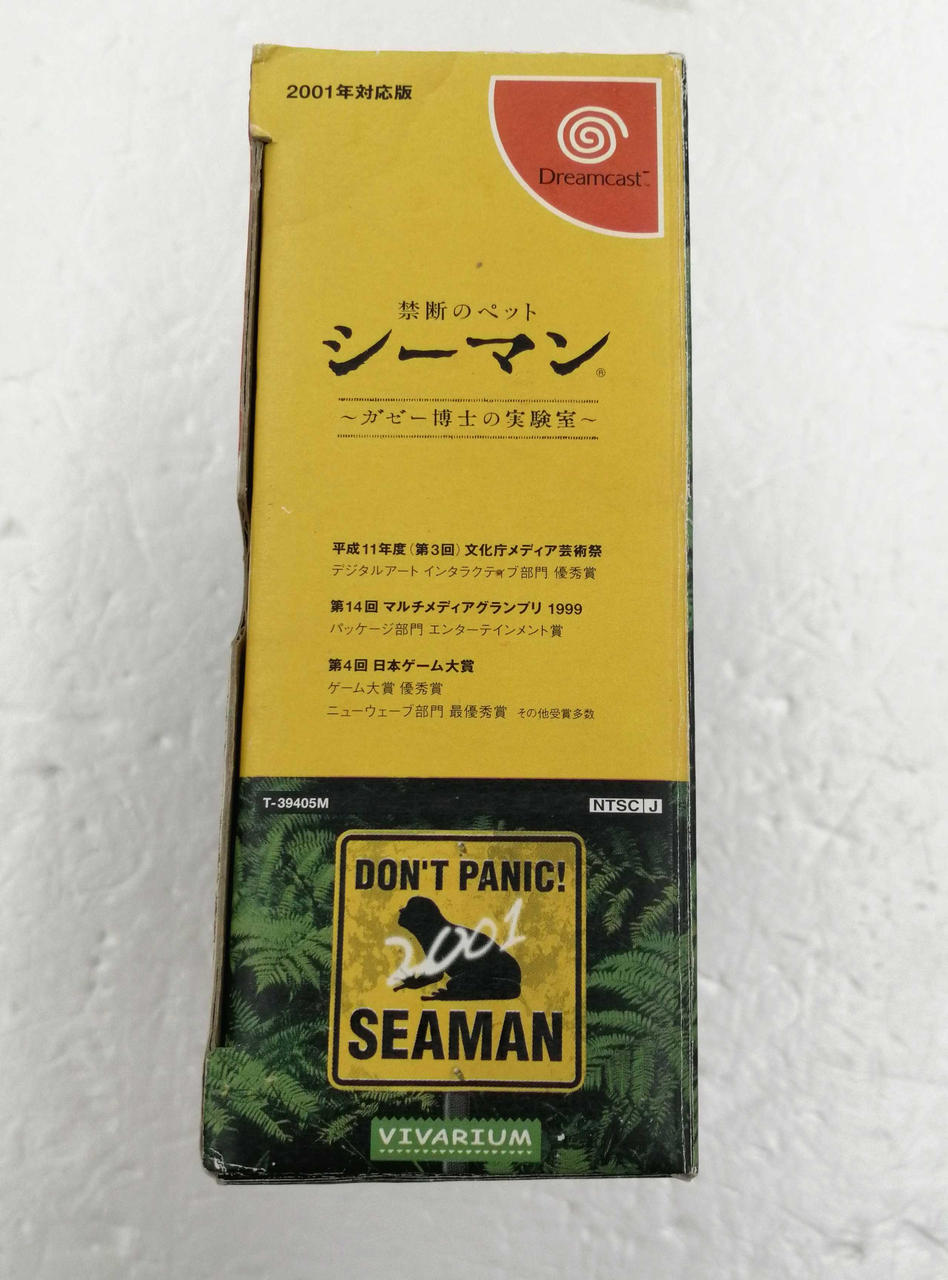 2001年対応版
Dreamcast™
禁断のペット
シーマン®
～ガゼー博士の実験室～
平成11年度(第3回)文化庁メディア芸術祭
デジタルアート インタラクティブ部門 優秀賞
第14回 マルチメディアグランプリ 1999
パッケージ部門 エンターテインメント賞
第4回 日本ゲーム大賞
ゲーム大賞 優秀賞
ニューウェーブ部門 最優秀賞 その他受賞多数
T-39405M
NTSC J
DON'T PANIC!
2001
SEAMAN
VIVARIUM